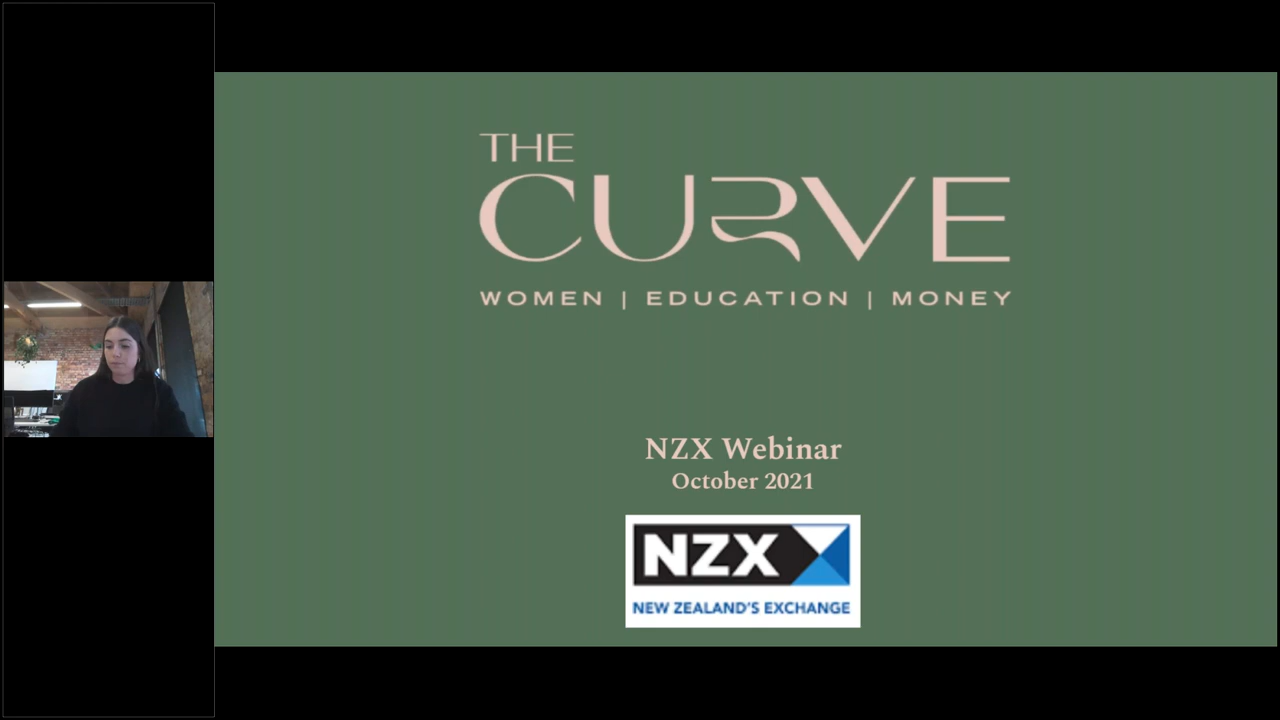 THE
CURVE
WOMEN | EDUCATION | MONEY
NZX Webinar
October 2021
NZX
NEW ZEALAND'S EXCHANGE